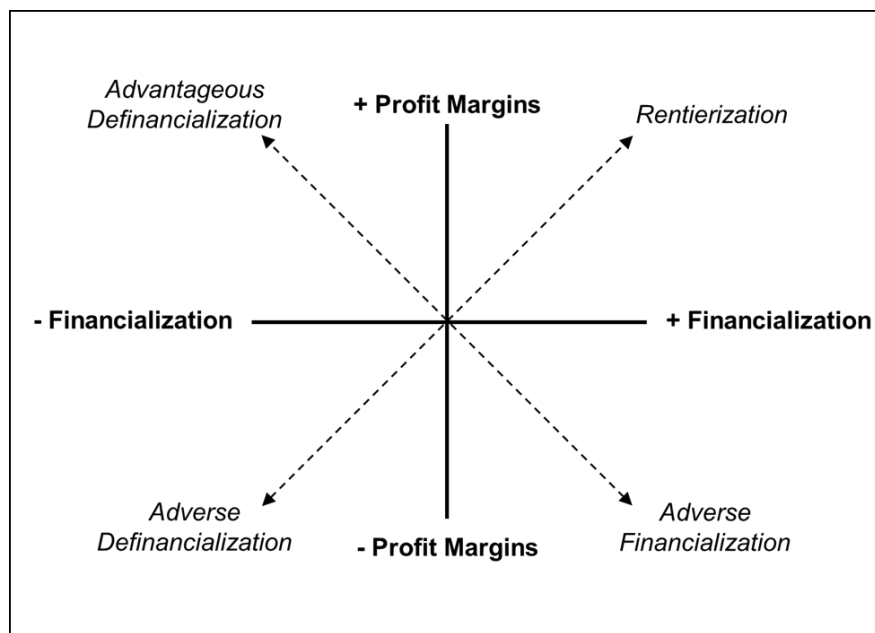 Advantageous
Definancialization
+ Profit Margins
Rentierization
- Financialization
+ Financialization
Adverse
Definancialization
- Profit Margins
Adverse
Financialization